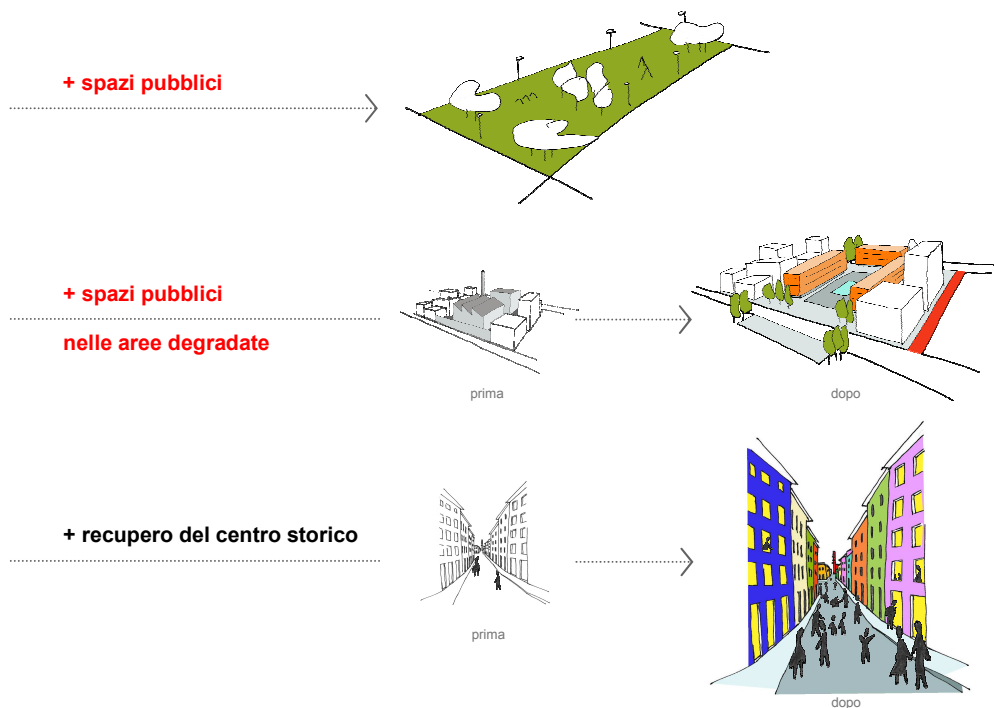 + spazi pubblici
+ spazi pubblici
nelle aree degradate
prima
dopo
+ recupero del centro storico
prima
dopo